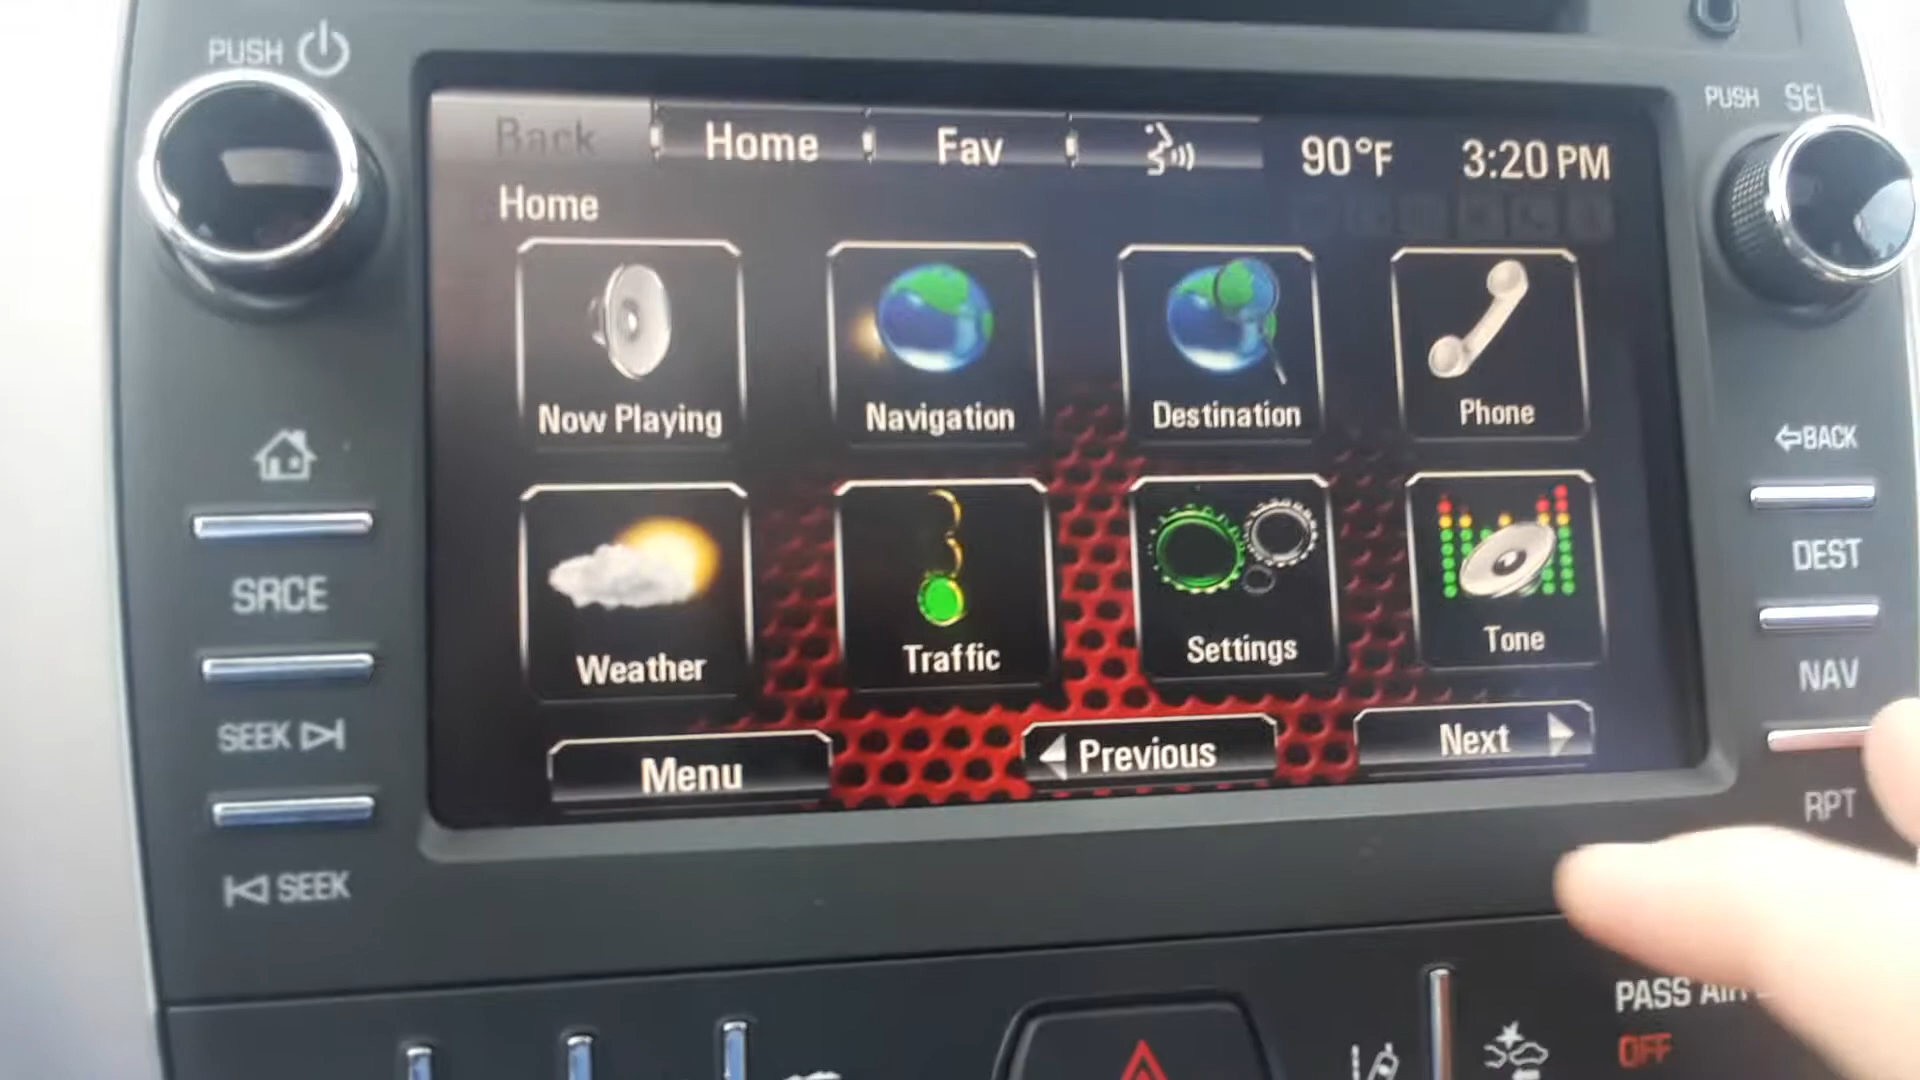 PUSH
PUSH SEL
Back Home Fav 90°F 3:20 PM
Home
Now Playing Navigation Destination Phone
BACK
SRCE
DEST
Weather Traffic Settings Tone
NAV
SEEK
Menu Previous Next
RPT
SEEK
PASS AIR
OFF